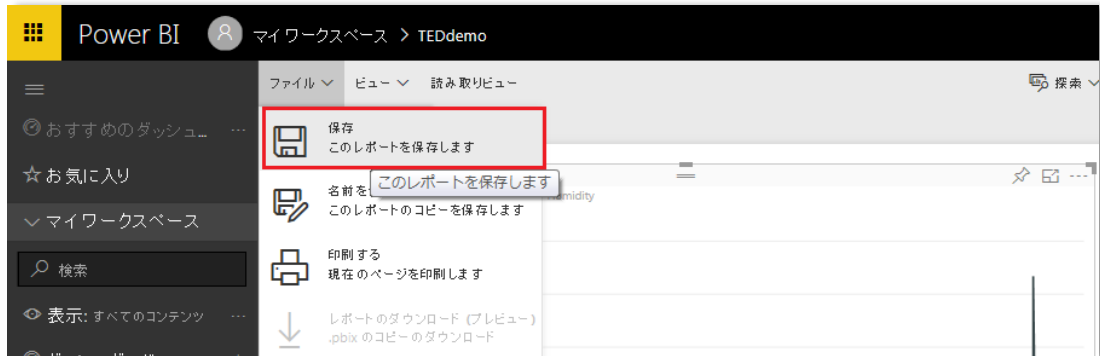 Power BI マイワークスペース > TEDdemo
ファイル ビュー 読み取りビュー 探索
おすすめのダッシュ... ...
保存
このレポートを保存します
お気に入り
このレポートを保存します
名前を
umidity
このレポートのコピーを保存します
マイワークスペース
印刷する
現在のページを印刷します
検索
表示: すべてのコンテンツ ...
レポートのダウンロード (プレビュー)
.pbix のコピーのダウンロード